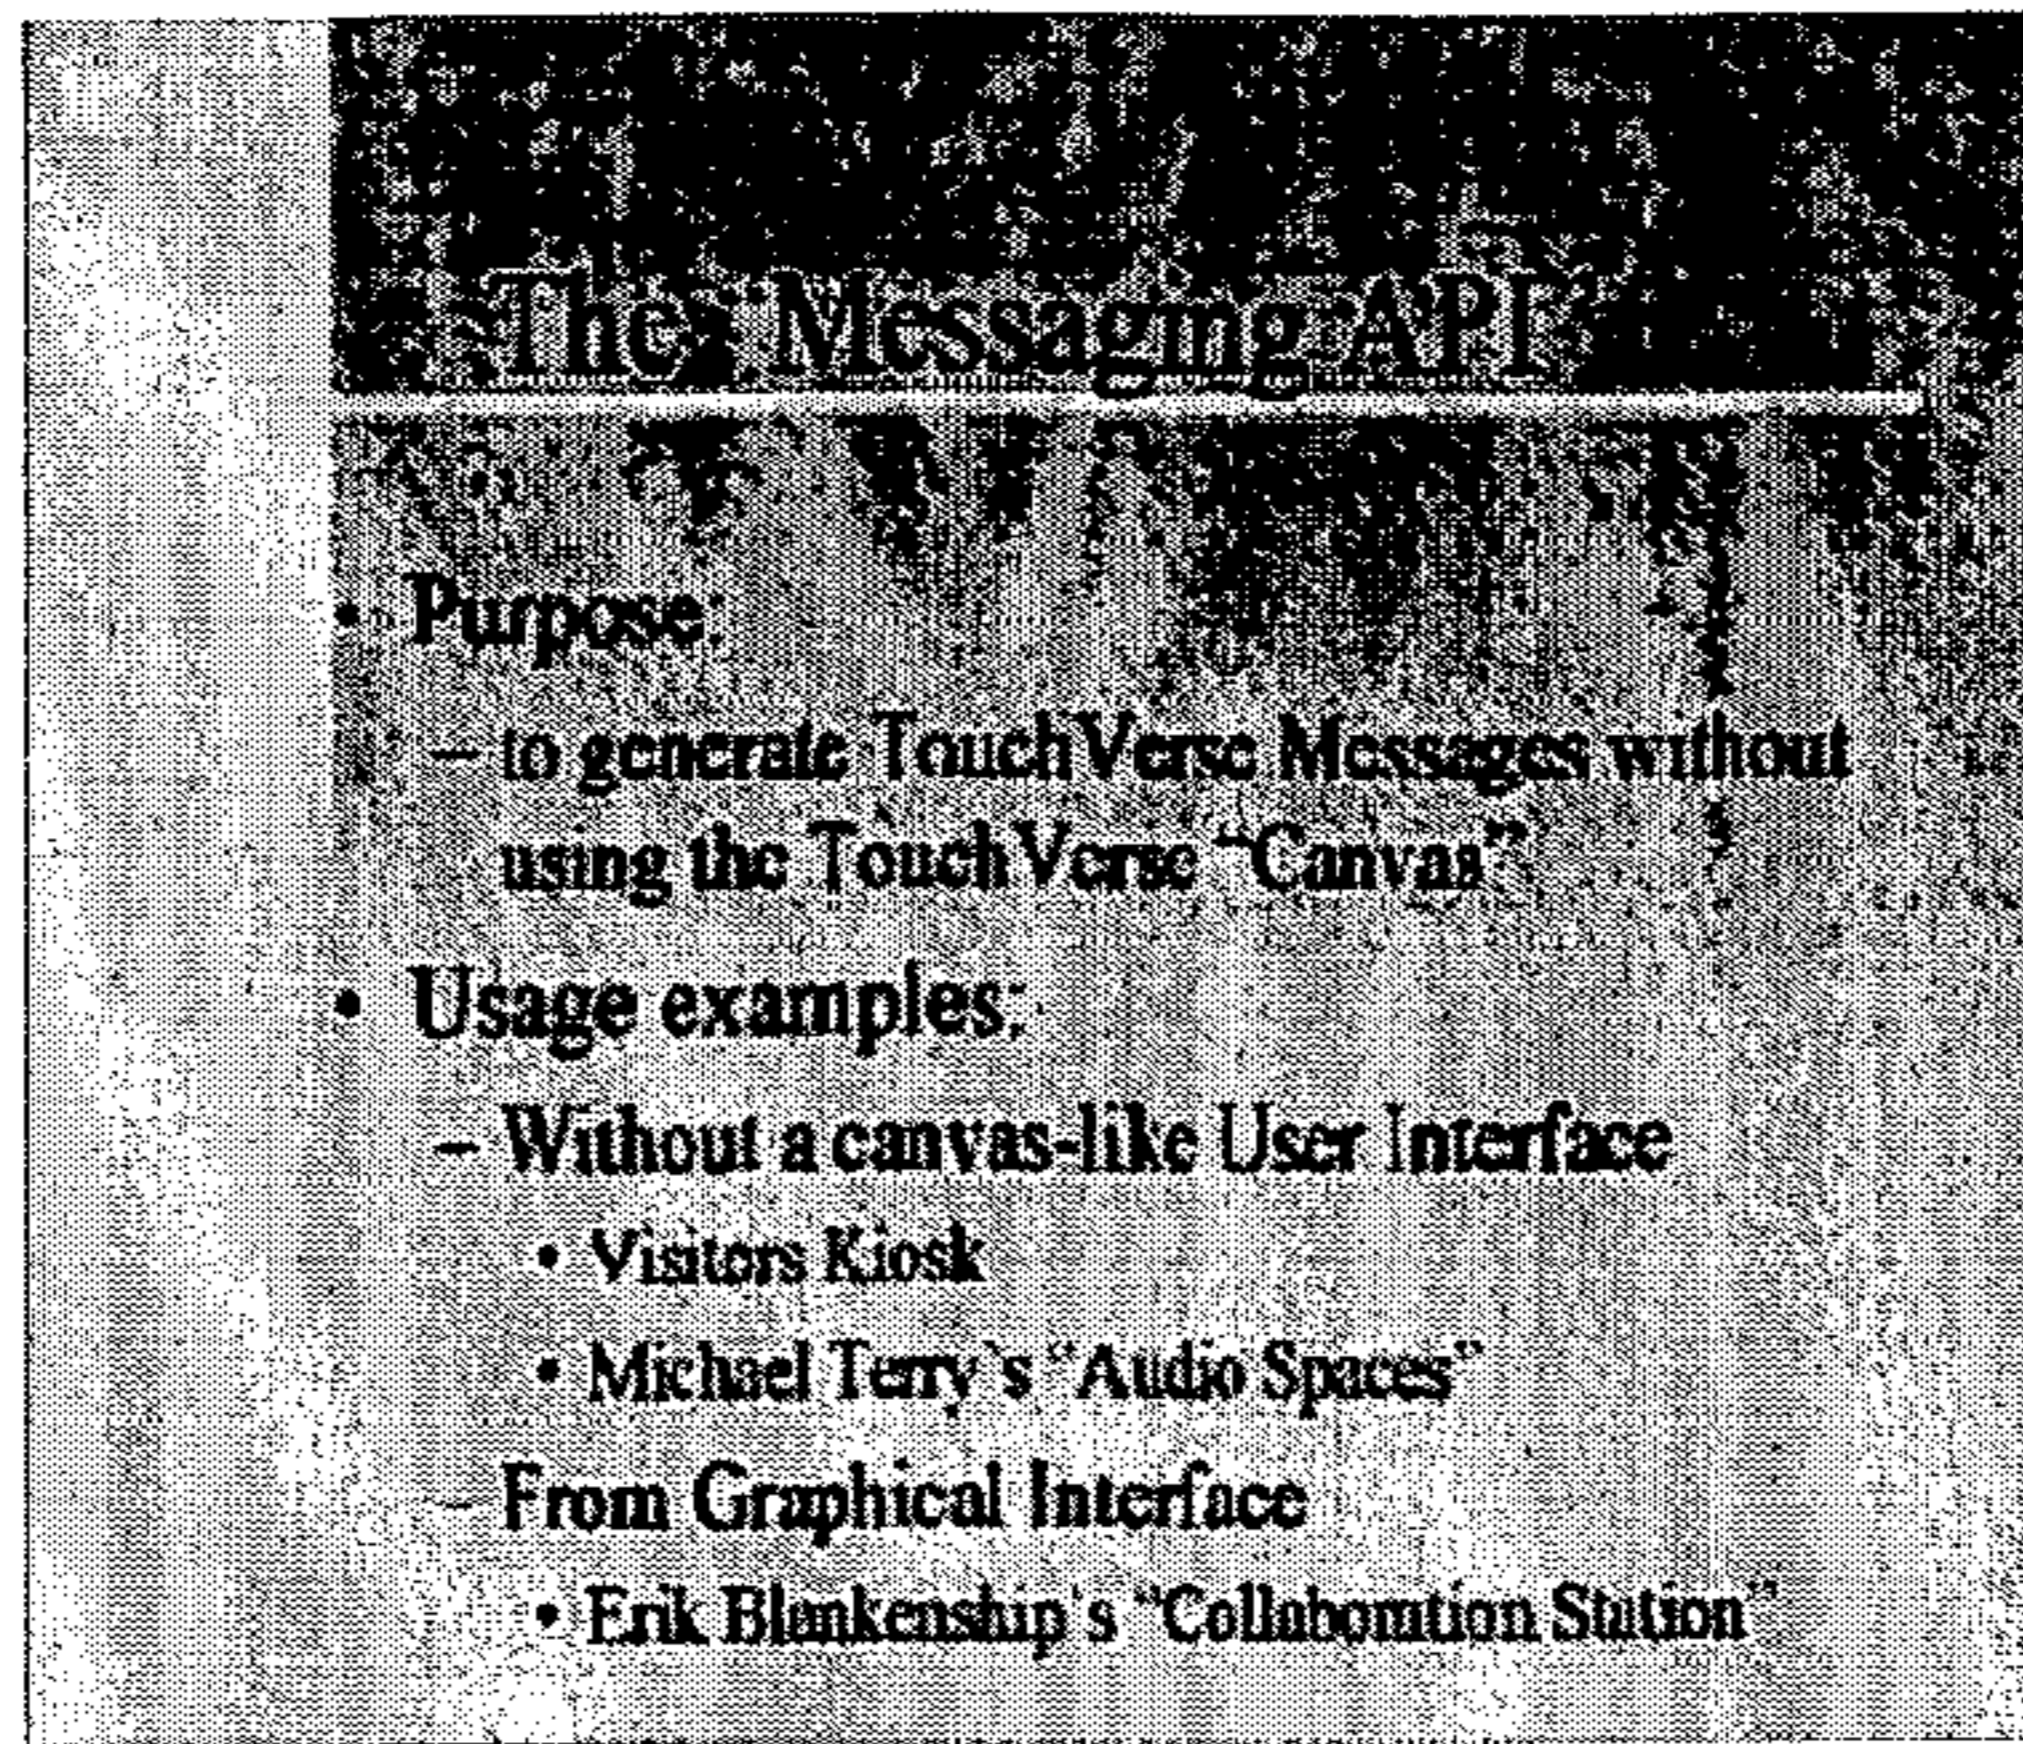 The Messaging API
• Purpose:
– to generate TouchVerse Messages without
using the TouchVerse “Canvas”
• Usage examples:
– Without a canvas-like User Interface
• Visitors Kiosk
• Michael Terry's “Audio Spaces”
– From Graphical Interface
• Erik Blankenship's “Collaboration Station”